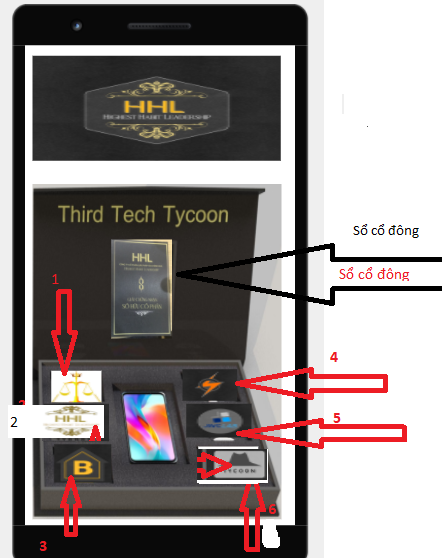 HHL
HIGHEST HABIT LEADERSHIP
Third Tech Tycoon
Sổ cổ đông
HHL
Sổ cổ đông
1
4
2
HHL
5
B
TYCOON
6
3